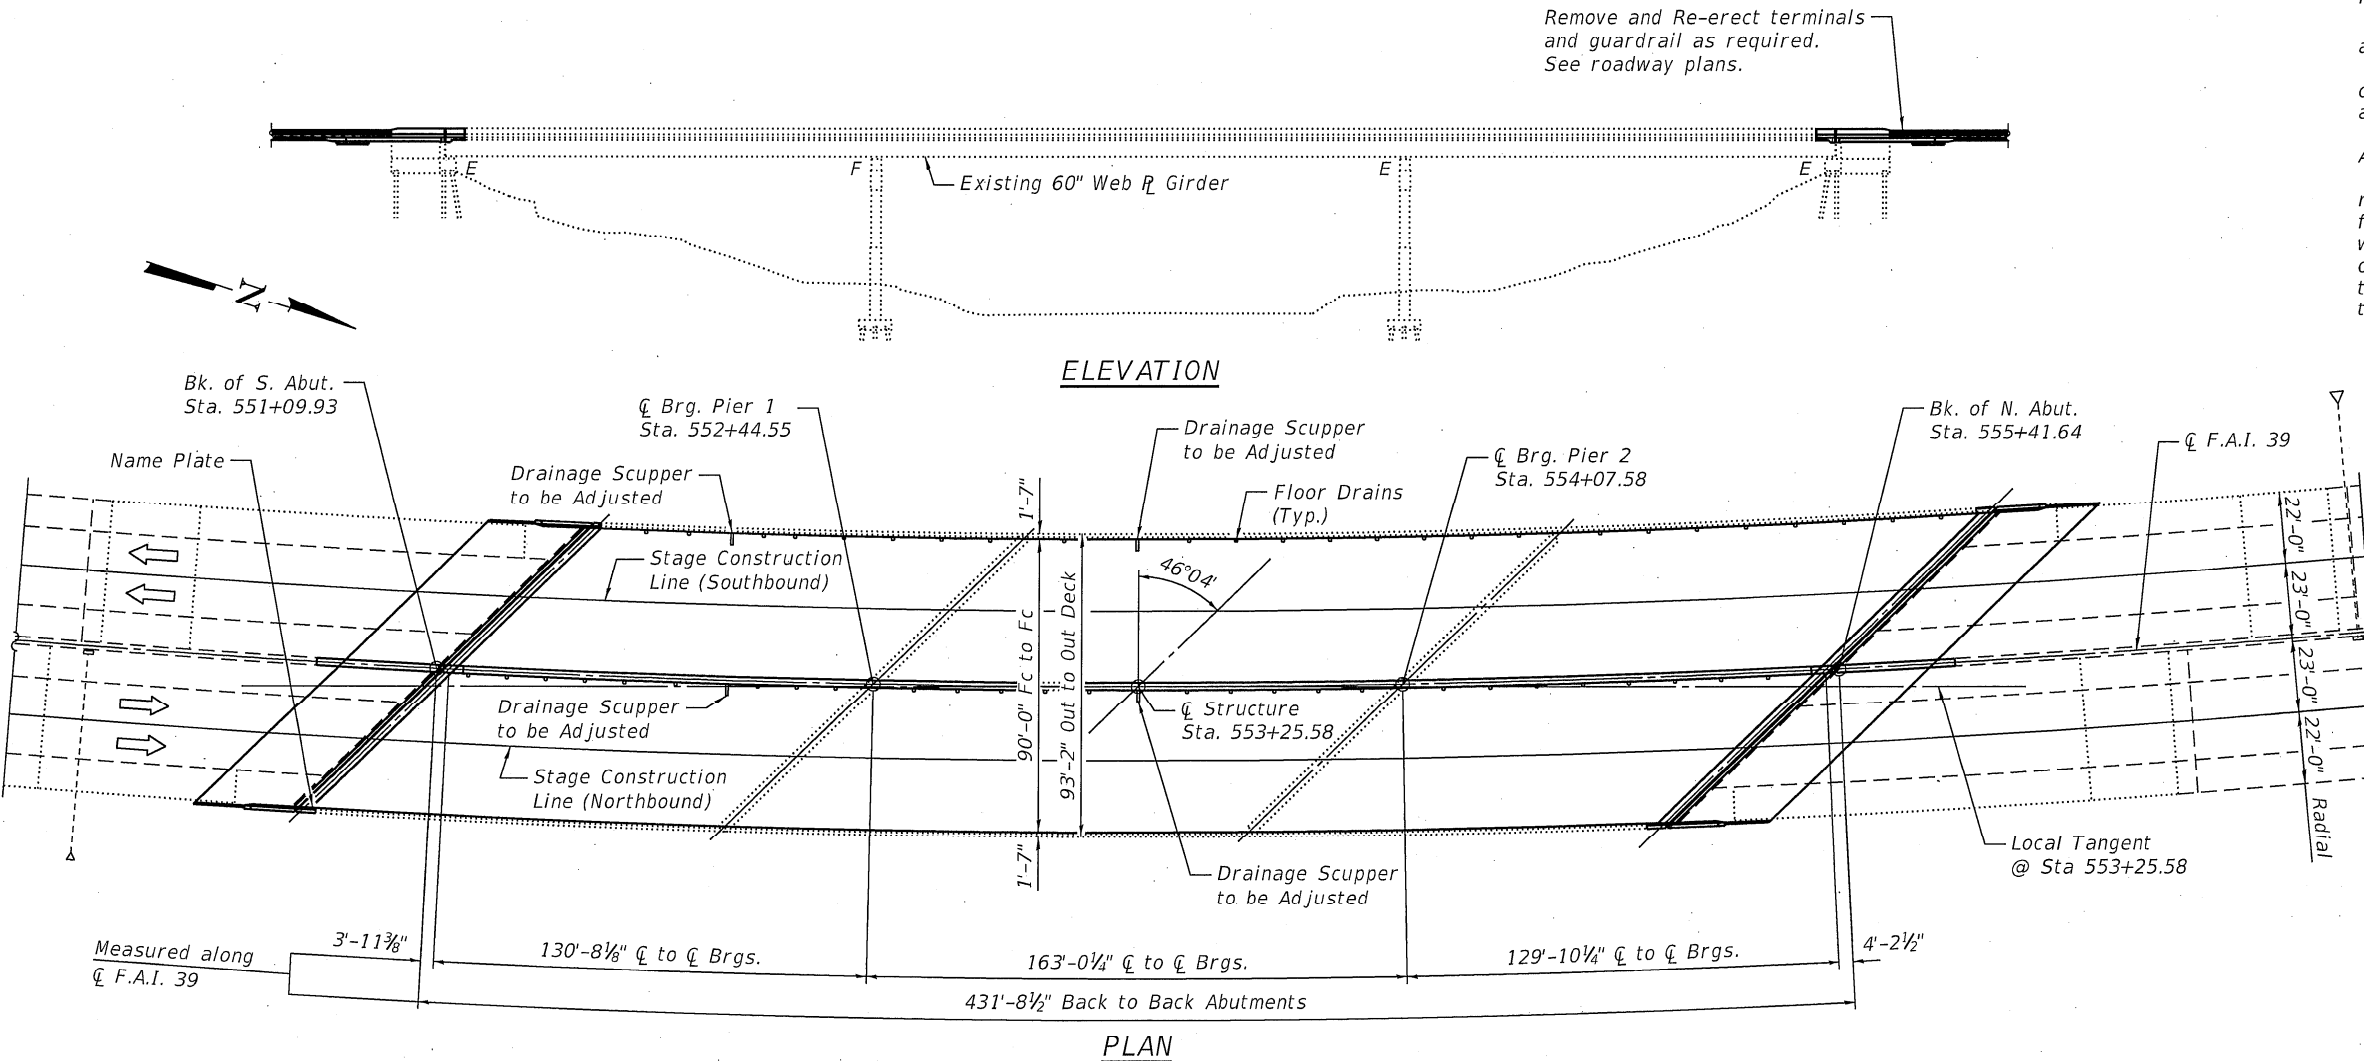 Remove and Re-erect terminals
and guardrail as required.
See roadway plans.
E
F
E
E
Existing 60" Web ℄ Girder
N
ELEVATION
Bk. of S. Abut.
Sta. 551+09.93
℄ Brg. Pier 1
Sta. 552+44.55
Drainage Scupper
to be Adjusted
Bk. of N. Abut.
Sta. 555+41.64
℄ F.A.I. 39
℄ Brg. Pier 2
Sta. 554+07.58
Name Plate
Drainage Scupper
to be Adjusted
1'-7"
Floor Drains
(Typ.)
22'-0"
Stage Construction
Line (Southbound)
46°04'
23'-0"
90'-0" Fc to Fc
93'-2" Out to Out Deck
23'-0"
Drainage Scupper
to be Adjusted
℄ Structure
Sta. 553+25.58
22'-0"
Stage Construction
Line (Northbound)
Radial
Local Tangent
@ Sta 553+25.58
1'-7"
Drainage Scupper
to be Adjusted
Measured along
℄ F.A.I. 39
3'-11⅜"
130'-8⅛" ℄ to ℄ Brgs.
163'-0¼" ℄ to ℄ Brgs.
129'-10¼" ℄ to ℄ Brgs.
4'-2½"
431'-8½" Back to Back Abutments
PLAN